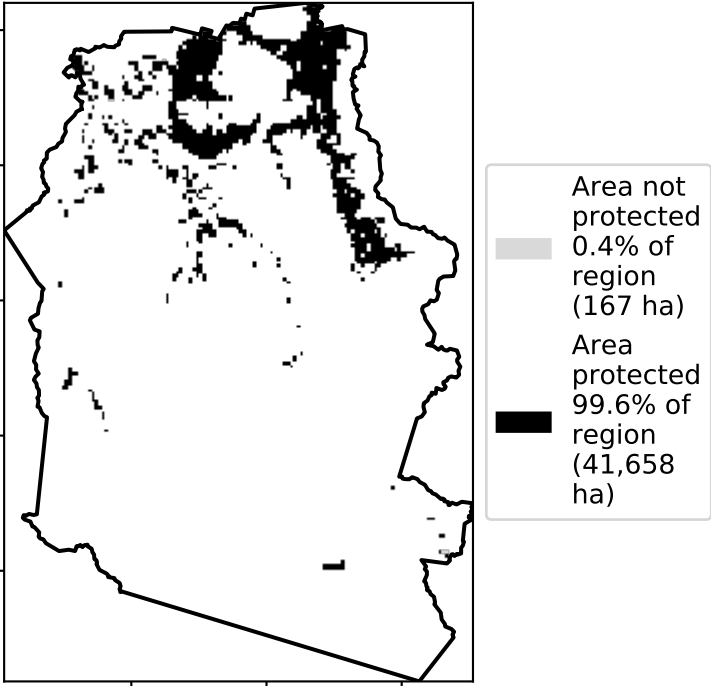 Area not
protected
0.4% of
region
(167 ha)
Area
protected
99.6% of
region
(41,658
ha)